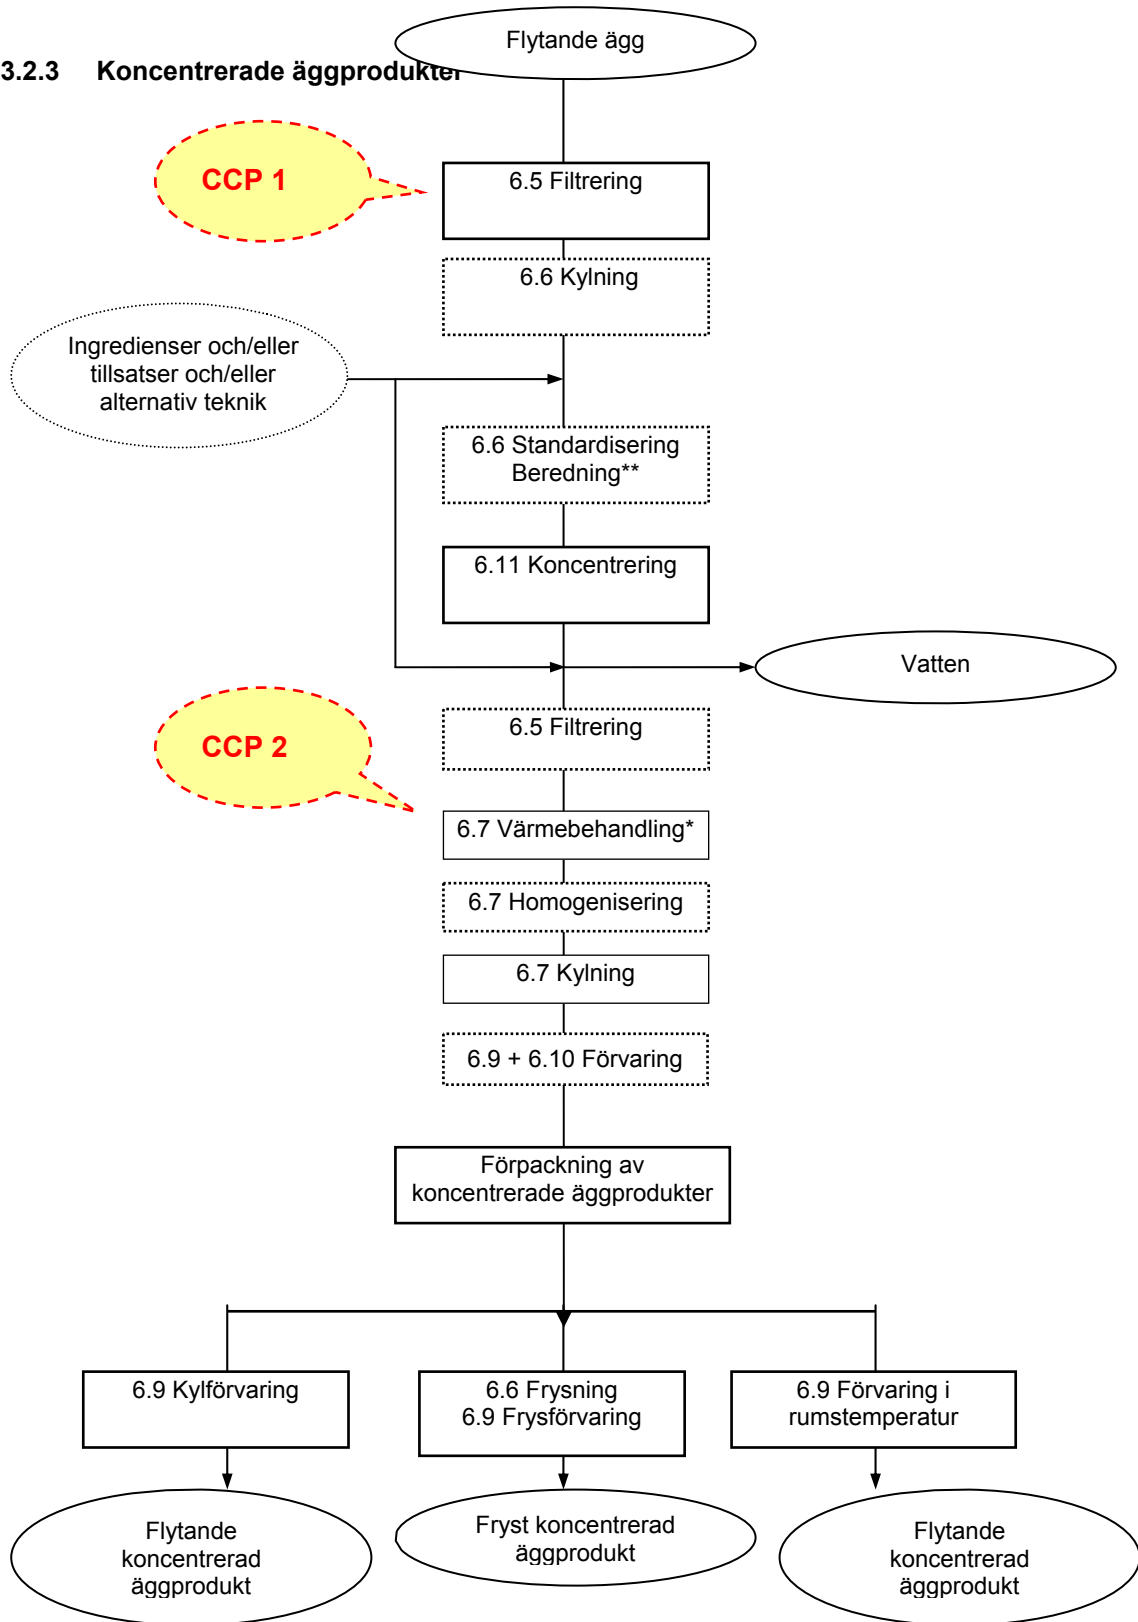 Flytande ägg
3.2.3 Koncentrerade äggprodukter
CCP 1
6.5 Filtrering
6.6 Kylning
Ingredienser och/eller
tillsatser och/eller
alternativ teknik
6.6 Standardisering
Beredning**
6.11 Koncentrering
Vatten
6.5 Filtrering
CCP 2
6.7 Värmebehandling*
6.7 Homogenisering
6.7 Kylning
6.9 + 6.10 Förvaring
Förpackning av
koncentrerade äggprodukter
6.9 Kylförvaring
6.6 Frysning
6.9 Frysförvaring
6.9 Förvaring i
rumstemperatur
Flytande
koncentrerad
äggprodukt
Fryst koncentrerad
äggprodukt
Flytande
koncentrerad
äggprodukt